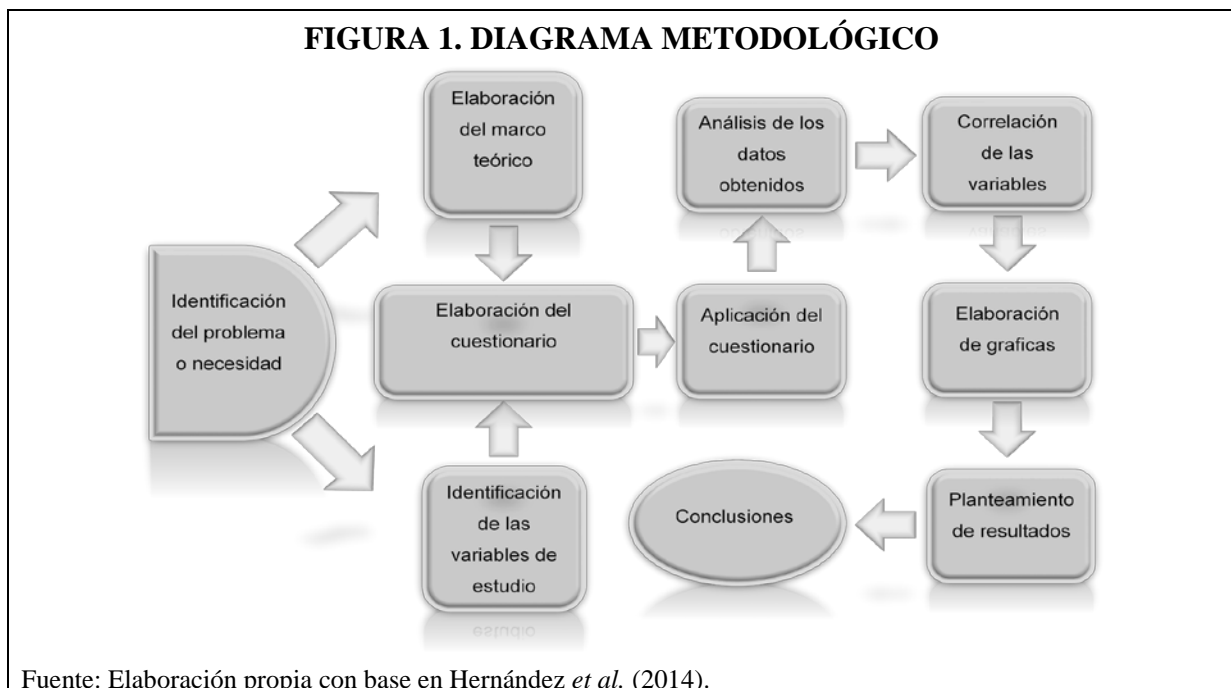 FIGURA 1. DIAGRAMA METODOLÓGICO
Identificación
del problema
o necesidad
Elaboración
del marco
teórico
Elaboración del
cuestionario
Identificación
de las
variables de
estudio
Aplicación del
cuestionario
Análisis de los
datos
obtenidos
Correlación
de las
variables
Elaboración
de graficas
Planteamiento
de resultados
Conclusiones
Fuente: Elaboración propia con base en Hernández et al. (2014).